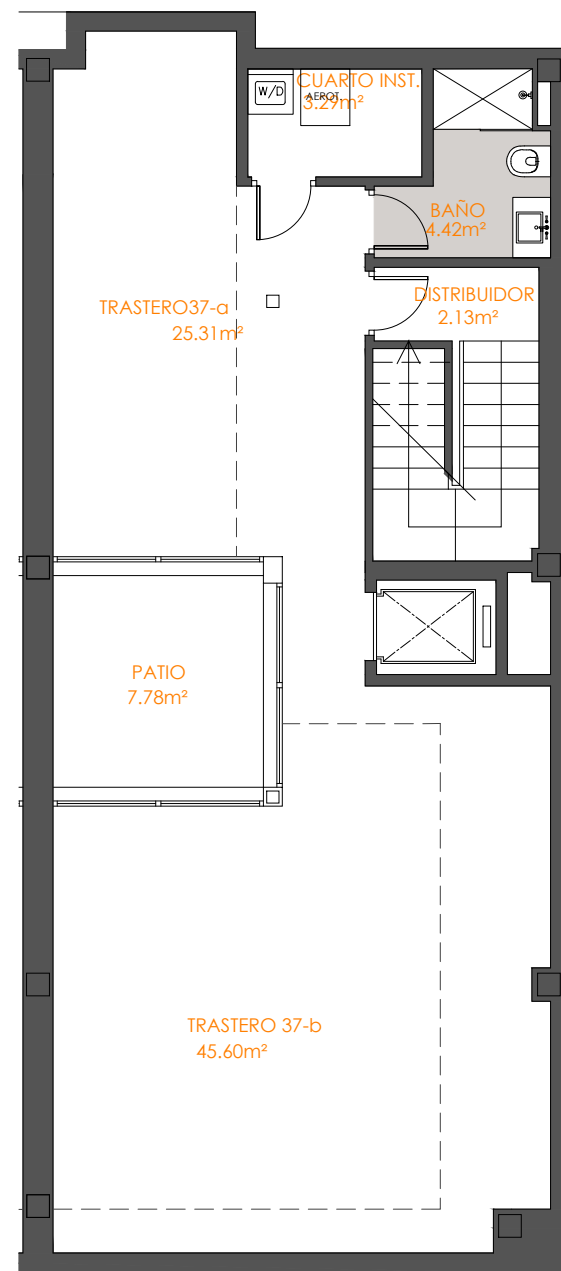 CUARTO INST.
3.29m²
W/D
AEROT.
BAÑO
4.42m²
DISTRIBUIDOR
2.13m²
TRASTERO37-a
25.31m²
PATIO
7.78m²
TRASTERO 37-b
45.60m²